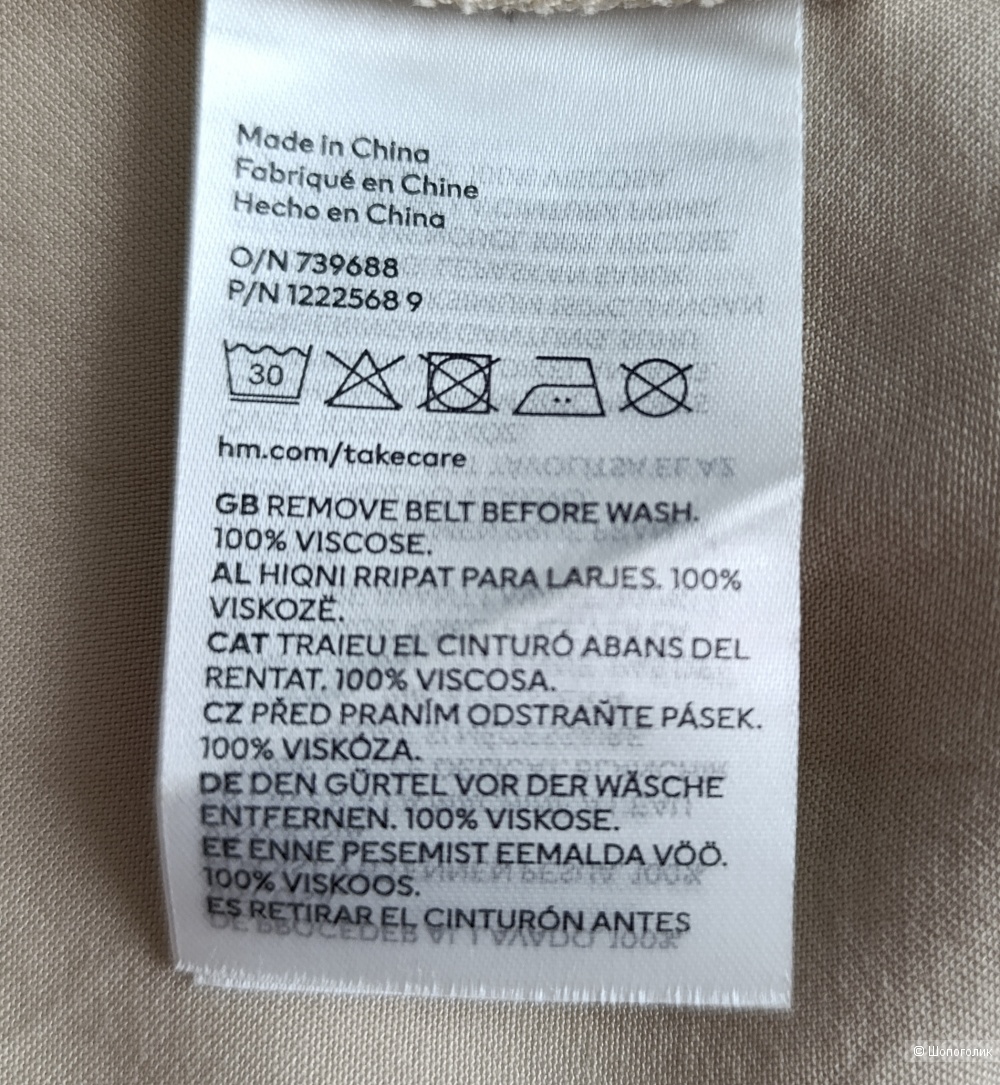 Made in China
Fabriqué en Chine
Hecho en China
O/N 739688
P/N 1222568 9
30
hm.com/takecare
GB REMOVE BELT BEFORE WASH.
100% VISCOSE.
AL HIQNI RRIPAT PARA LARJES. 100%
VISKOZË.
CAT TRAIEU EL CINTURÓ ABANS DEL
RENTAT. 100% VISCOSA.
CZ PŘED PRANÍM ODSTRAŇTE PÁSEK.
100% VISKÓZA.
DE DEN GÜRTEL VOR DER WÄSCHE
ENTFERNEN. 100% VISKOSE.
EE ENNE PESEMIST EEMALDA VÖÖ.
100% VISKOOS.
ES RETIRAR EL CINTURÓN ANTES
© Шопоголик